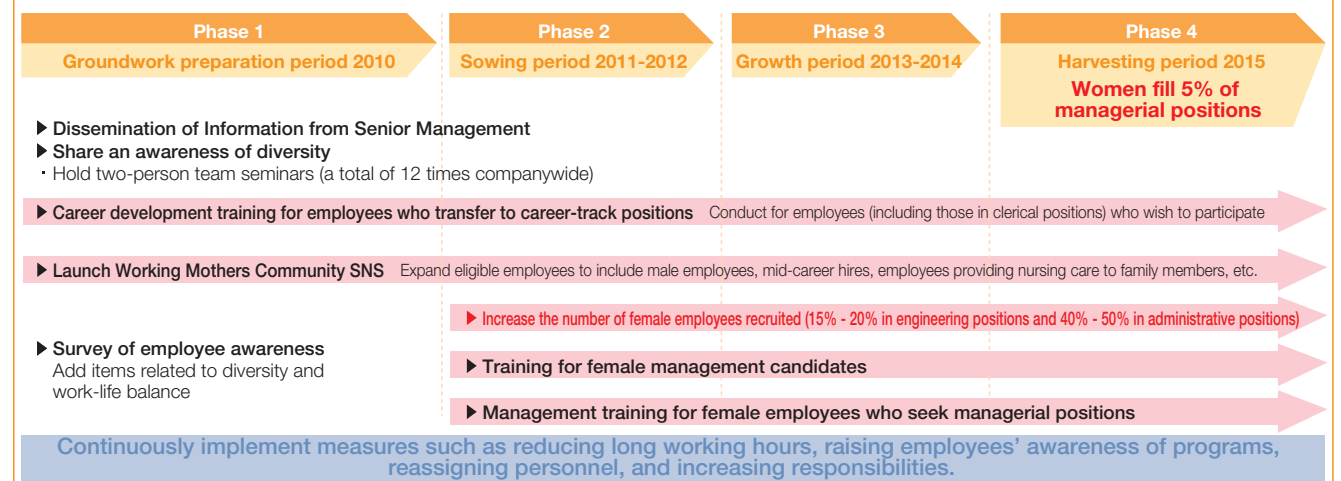 Phase 1
Phase 2
Phase 3
Phase 4
Groundwork preparation period 2010
Sowing period 2011-2012
Growth period 2013-2014
Harvesting period 2015
Women fill 5% of
managerial positions
▶ Dissemination of Information from Senior Management
▶ Share an awareness of diversity
・Hold two-person team seminars (a total of 12 times companywide)
▶ Career development training for employees who transfer to career-track positions Conduct for employees (including those in clerical positions) who wish to participate
▶ Launch Working Mothers Community SNS Expand eligible employees to include male employees, mid-career hires, employees providing nursing care to family members, etc.
▶ Increase the number of female employees recruited (15% - 20% in engineering positions and 40% - 50% in administrative positions)
▶ Survey of employee awareness
Add items related to diversity and
work-life balance
▶ Training for female management candidates
▶ Management training for female employees who seek managerial positions
Continuously implement measures such as reducing long working hours, raising employees’ awareness of programs,
reassigning personnel, and increasing responsibilities.